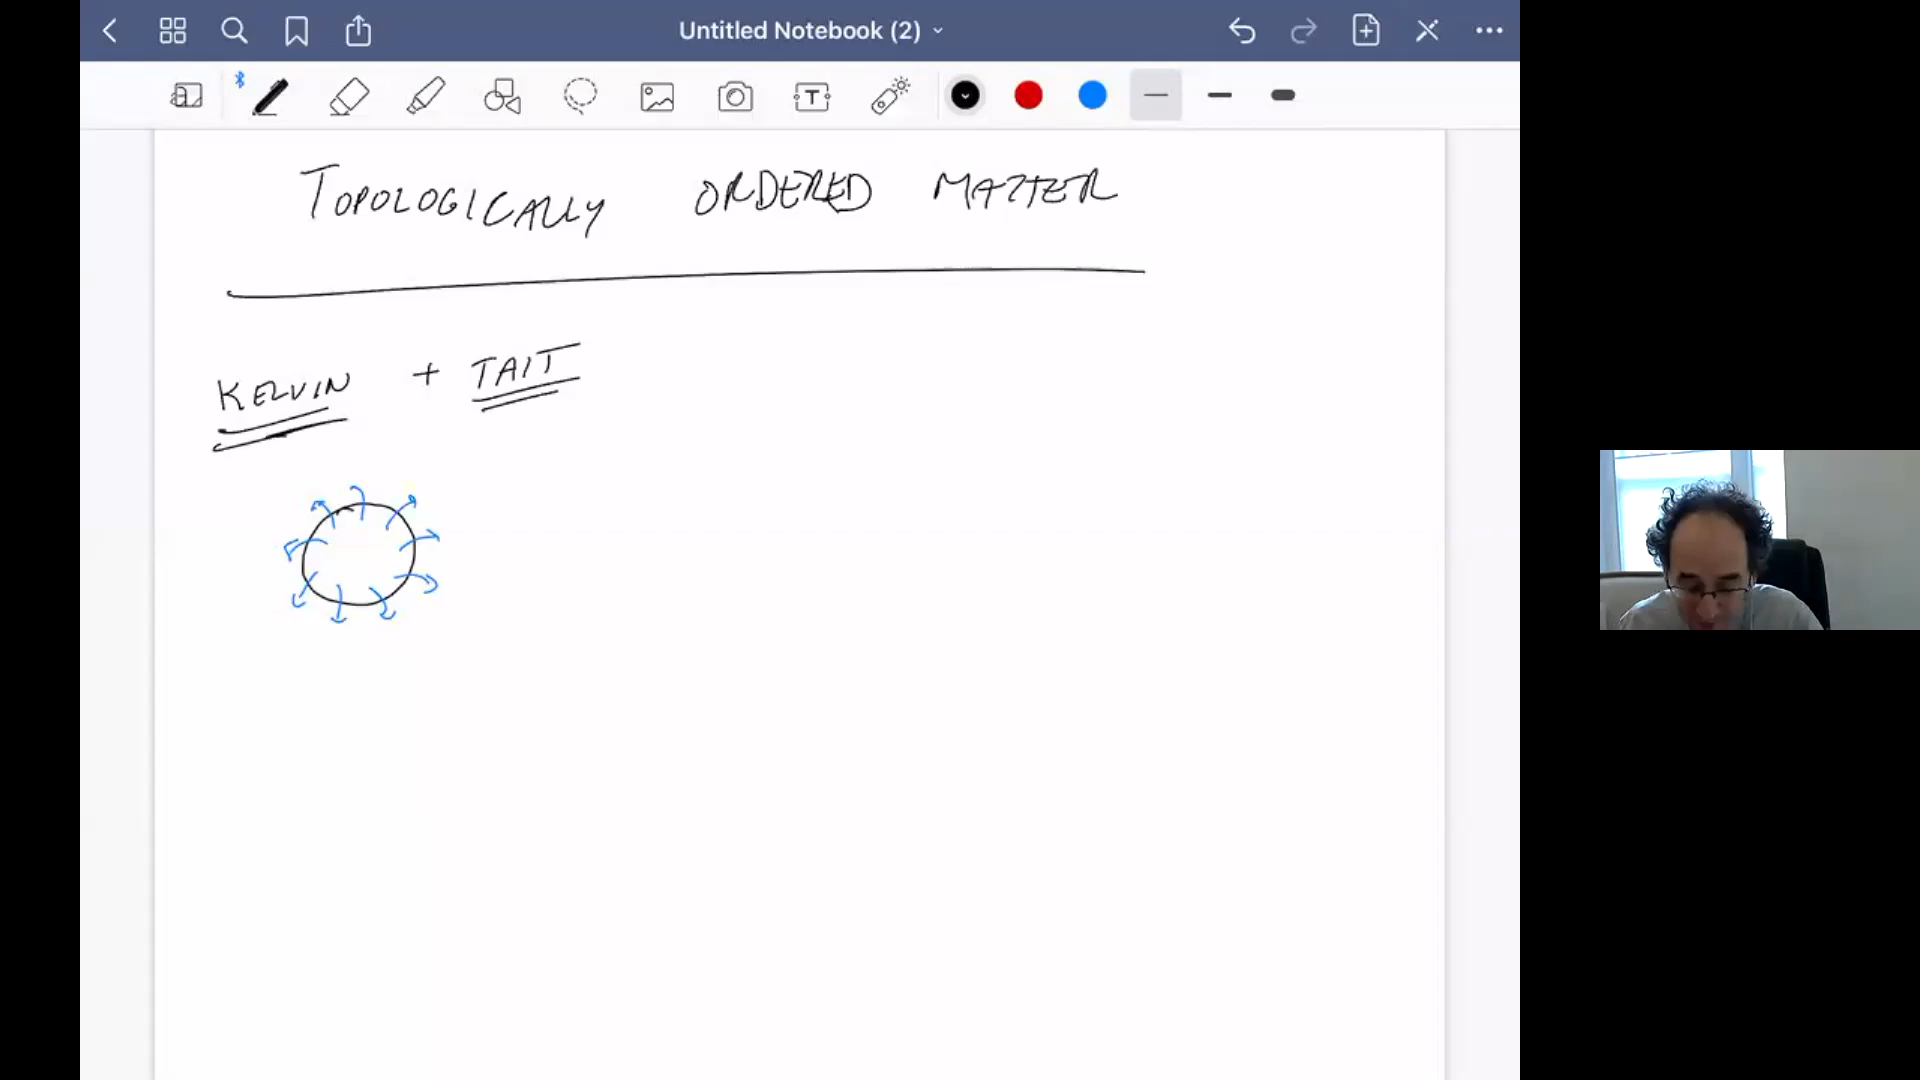 Untitled Notebook (2)
T
TOPOLOGICALLY ORDERED MATTER
KELVIN + TAIT